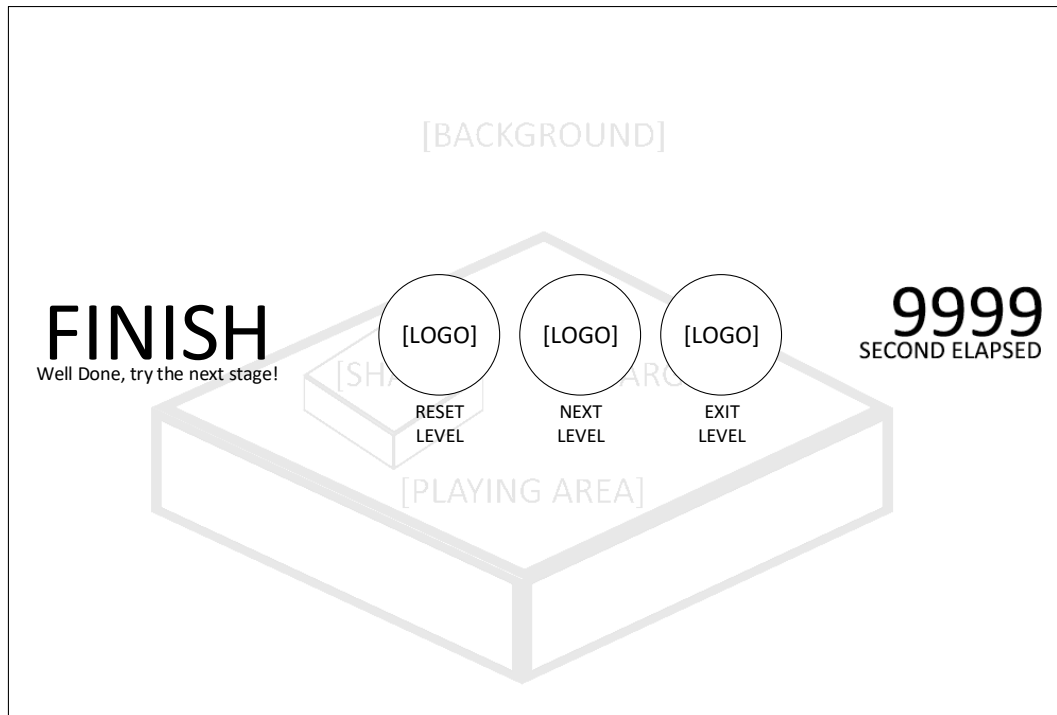 [BACKGROUND]
FINISH
Well Done, try the next stage!
[LOGO]
RESET
LEVEL
[LOGO]
NEXT
LEVEL
[LOGO]
EXIT
LEVEL
9999
SECOND ELAPSED
[PLAYING AREA]